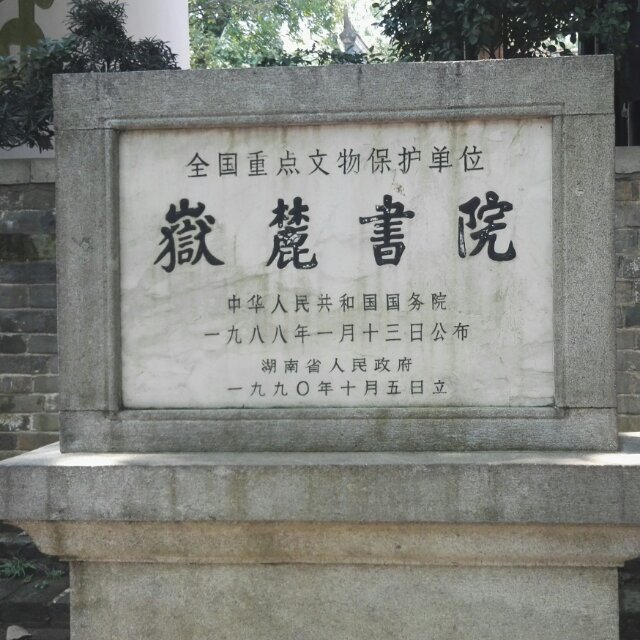 全国重点文物保护单位
嶽麓書院
中华人民共和国国务院
一九八八年一月十三日公布
湖南省人民政府
一九九〇年十月五日立